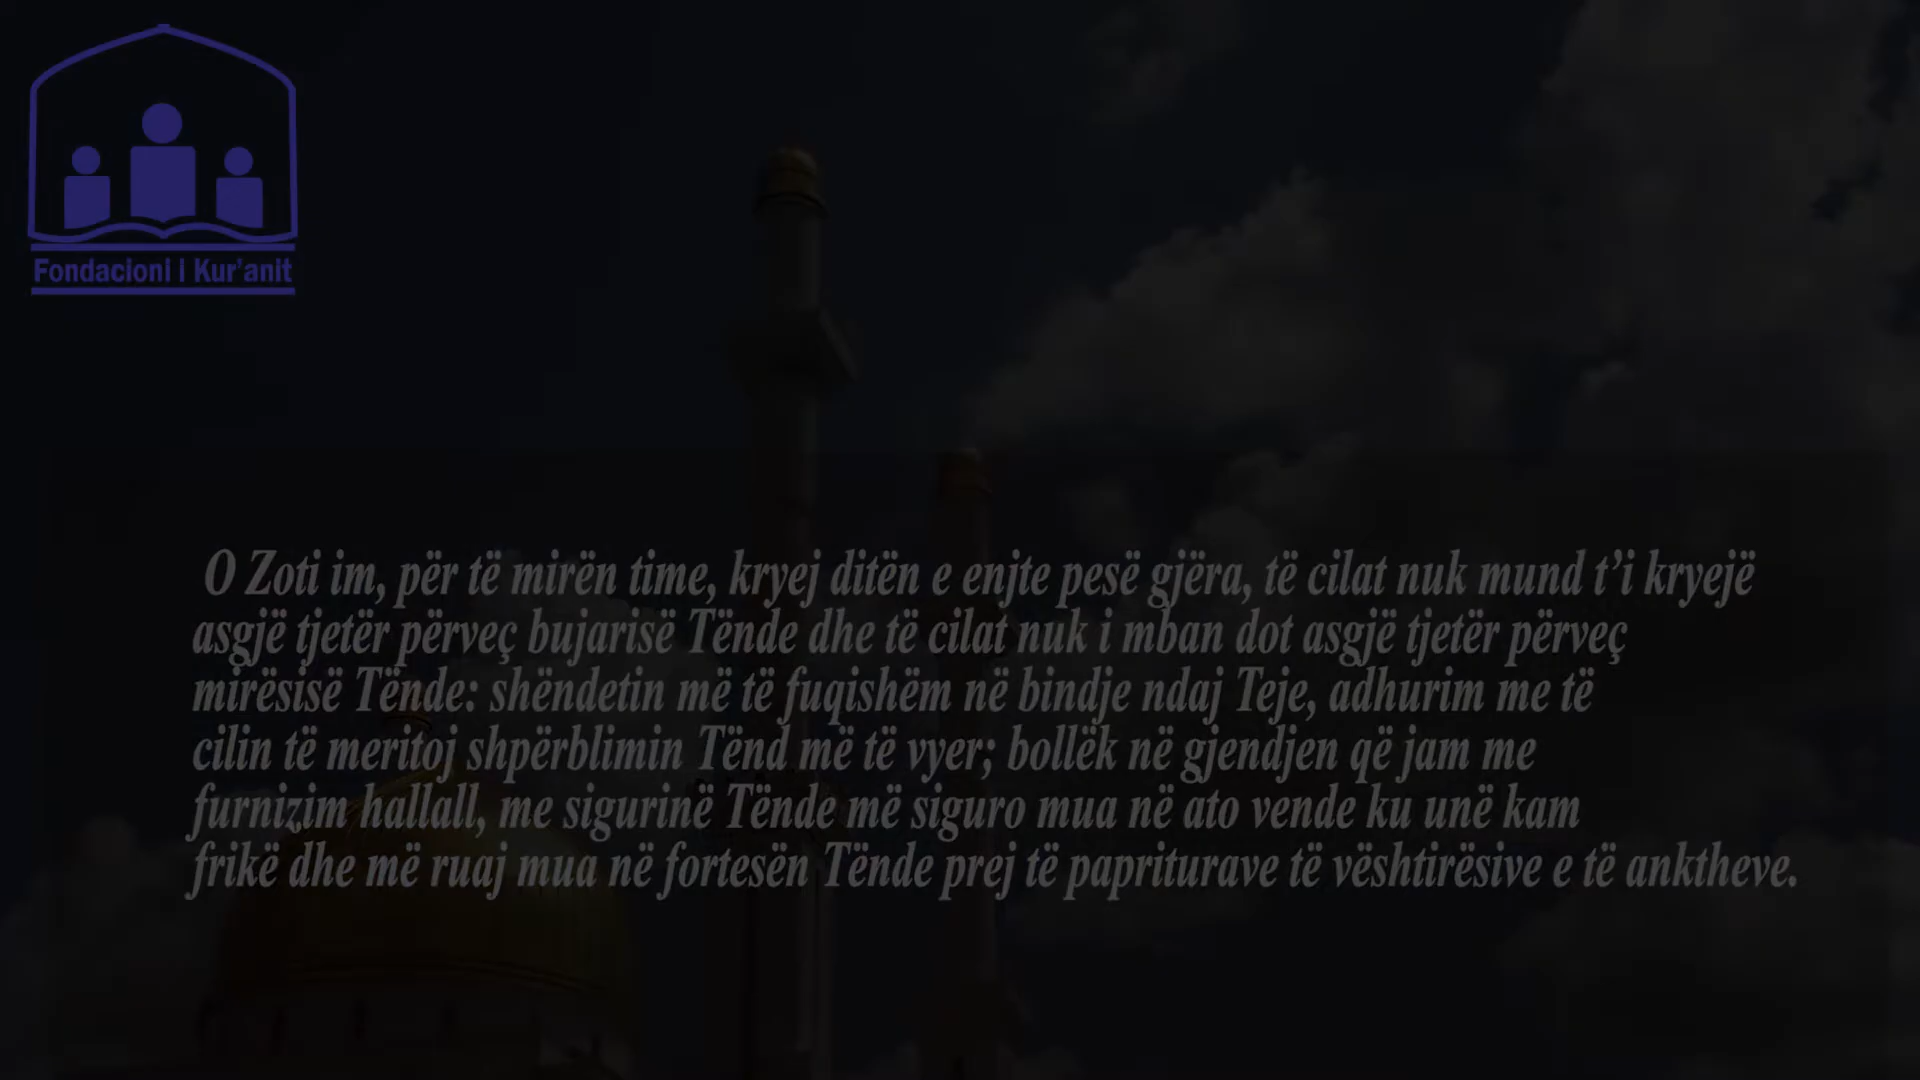 Fondacioni i Kur'anit
O Zoti im, për të mirën time, kryej ditën e enjte pesë gjëra, të cilat nuk mund t’i kryejë
asgjë tjetër përveç bujarisë Tënde dhe të cilat nuk i mban dot asgjë tjetër përveç
mirësisë Tënde: shëndetin më të fuqishëm në bindje ndaj Teje, adhurim me të
cilin të meritoj shpërblimin Tënd më të vyer; bollëk në gjendjen që jam me
furnizim hallall, me sigurinë Tënde më siguro mua në ato vende ku unë kam
frikë dhe më ruaj mua në fortesën Tënde prej të papriturave të vështirësive e të anktheve.